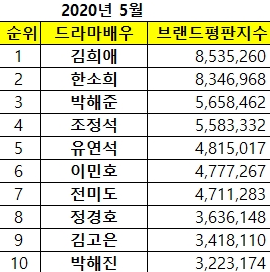 2020년 5월
순위 드라마배우 브랜드평판지수
1 김희애 8,535,260
2 한소희 8,346,968
3 박해준 5,658,462
4 조정석 5,583,332
5 유연석 4,815,017
6 이민호 4,777,267
7 전미도 4,711,283
8 정경호 3,636,148
9 김고은 3,418,110
10 박해진 3,223,174